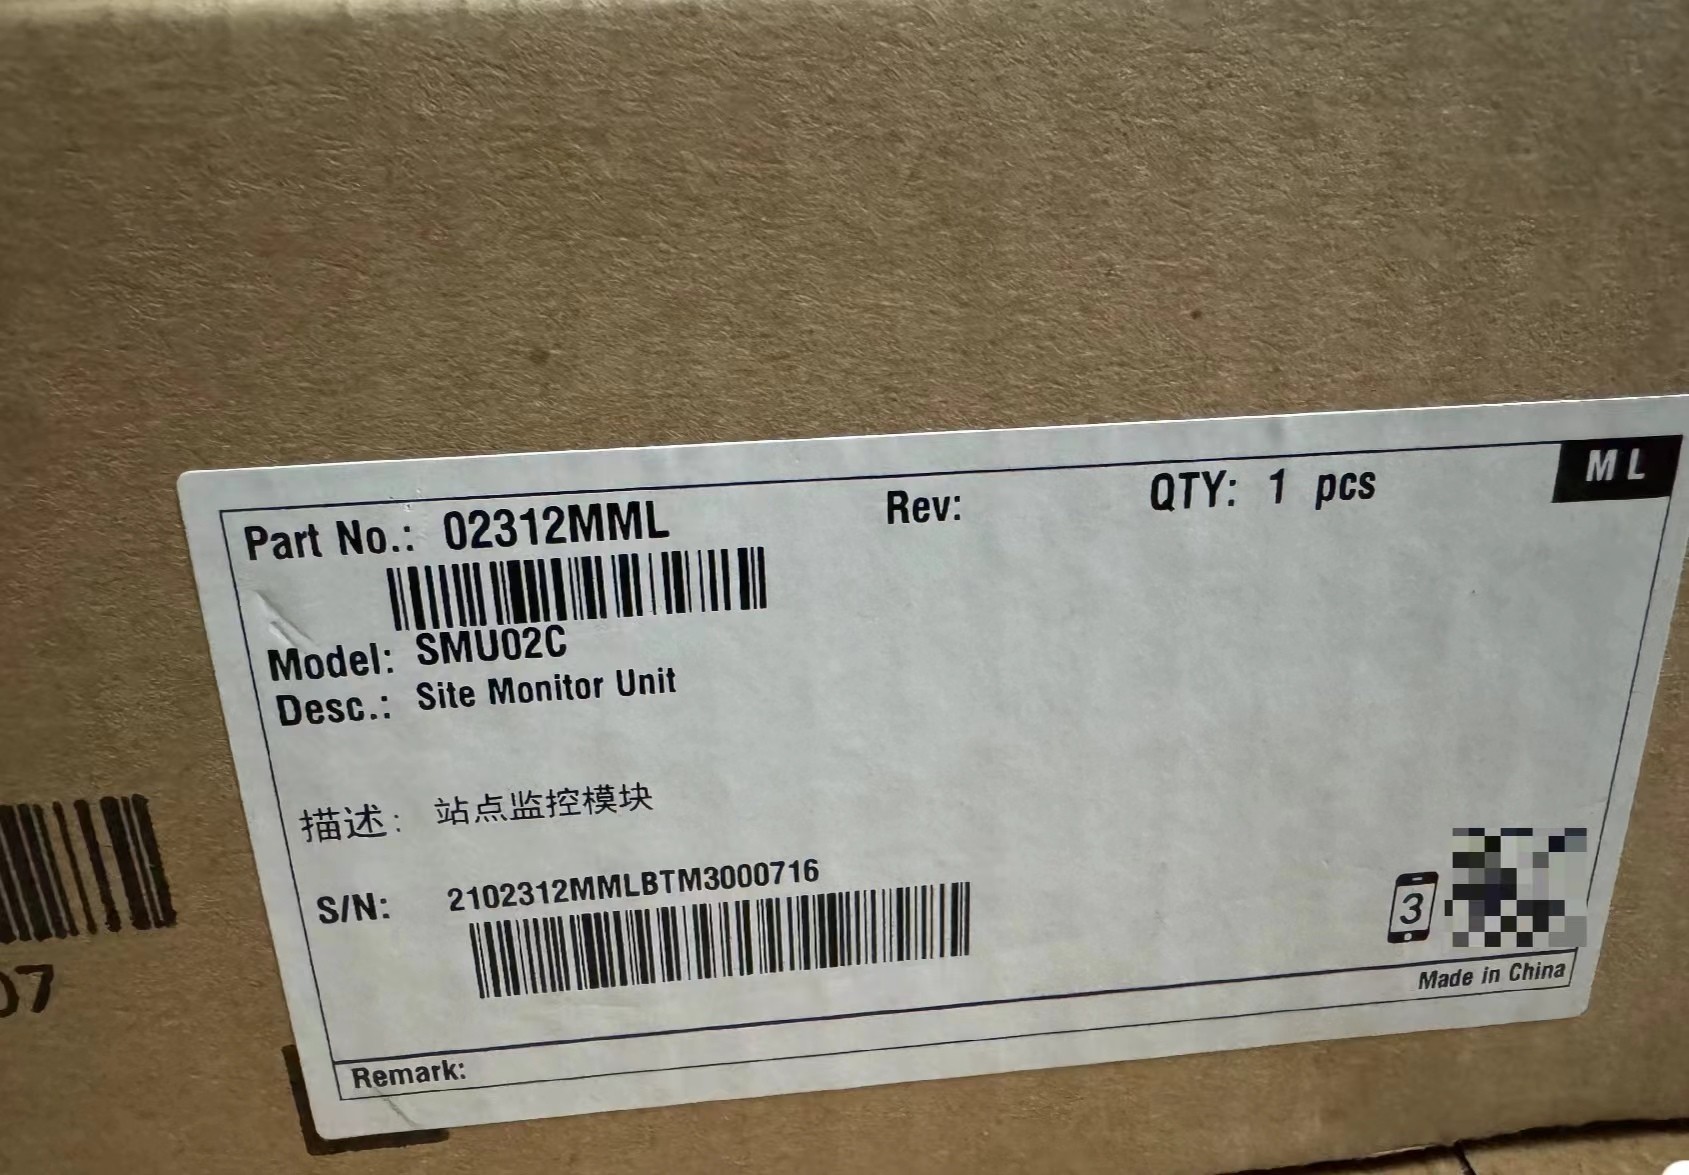 Part No.: 02312MML Rev: QTY: 1 pcs ML
Model: SMU02C
Desc.: Site Monitor Unit
描述: 站点监控模块
S/N: 2102312MMLBTM3000716
3
Made in China
Remark:
07